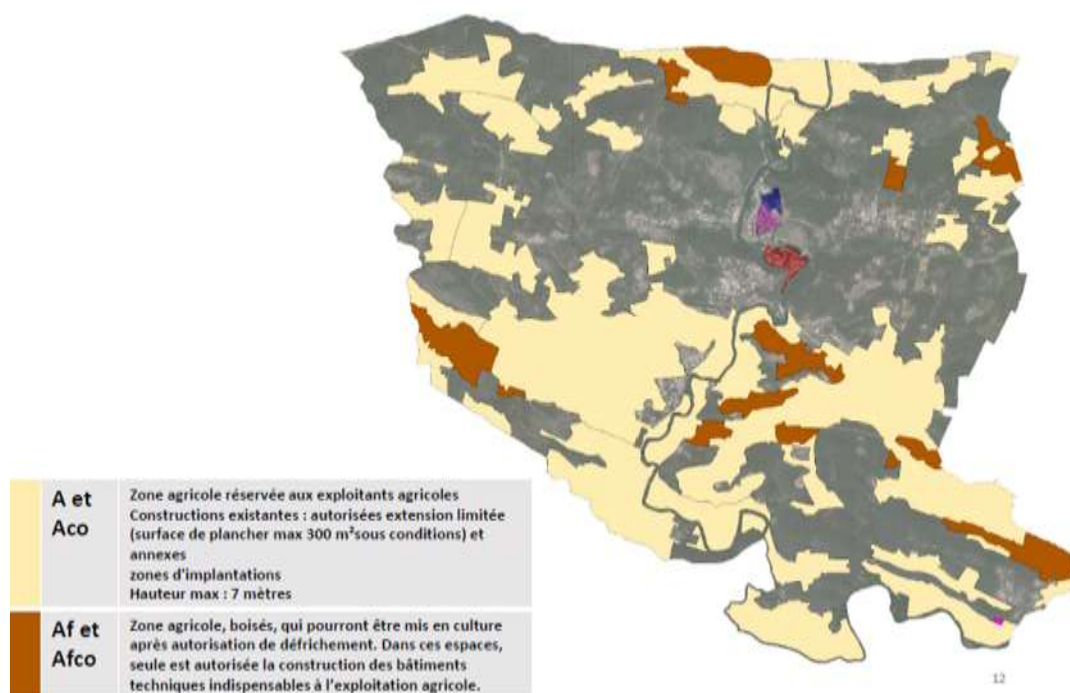 A et
Aco
Zone agricole réservée aux exploitants agricoles
Constructions existantes : autorisées extension limitée
(surface de plancher max 300 m²sous conditions) et
annexes
zones d'implantations
Hauteur max : 7 mètres
Af et
Afco
Zone agricole, boisés, qui pourront être mis en culture
après autorisation de défrichement. Dans ces espaces,
seule est autorisée la construction des bâtiments
techniques indispensables à l'exploitation agricole.
12